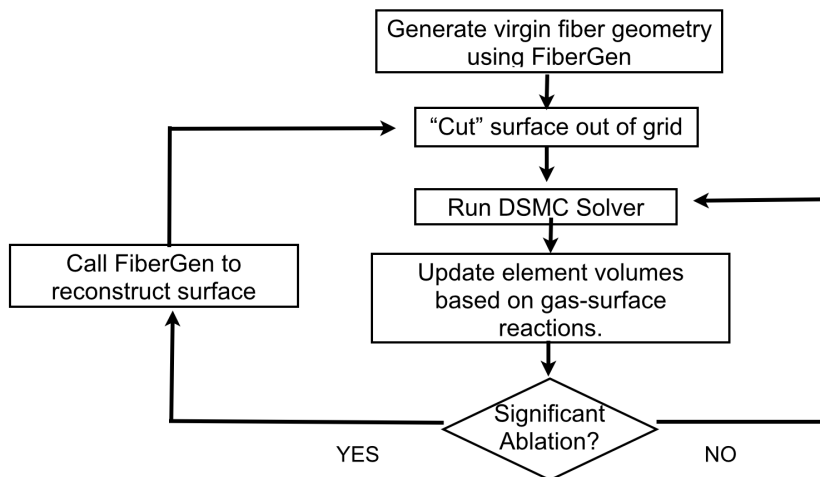 Generate virgin fiber geometry
using FiberGen
“Cut” surface out of grid
Run DSMC Solver
Call FiberGen to
reconstruct surface
Update element volumes
based on gas-surface
reactions.
Significant
Ablation?
YES
NO